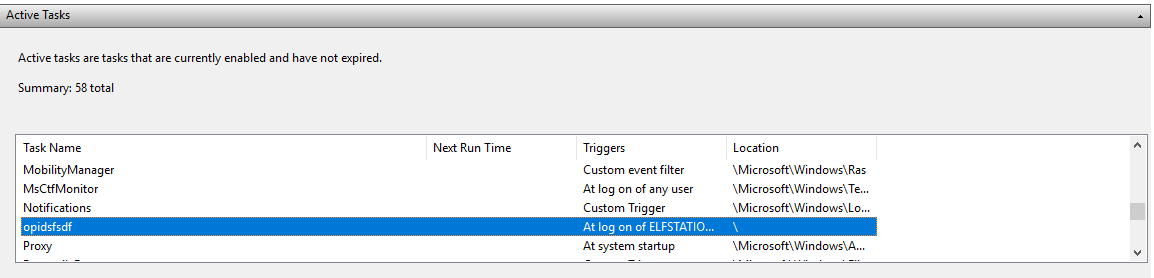 Active Tasks
Active tasks are tasks that are currently enabled and have not expired.
Summary: 58 total
Task Name Next Run Time Triggers Location
MobilityManager Custom event filter \Microsoft\Windows\Ras
MsCtfMonitor At log on of any user \Microsoft\Windows\Te...
Notifications Custom Trigger \Microsoft\Windows\Lo...
opidsfsdf At log on of ELFSTATIO... \
Proxy At system startup \Microsoft\Windows\A...